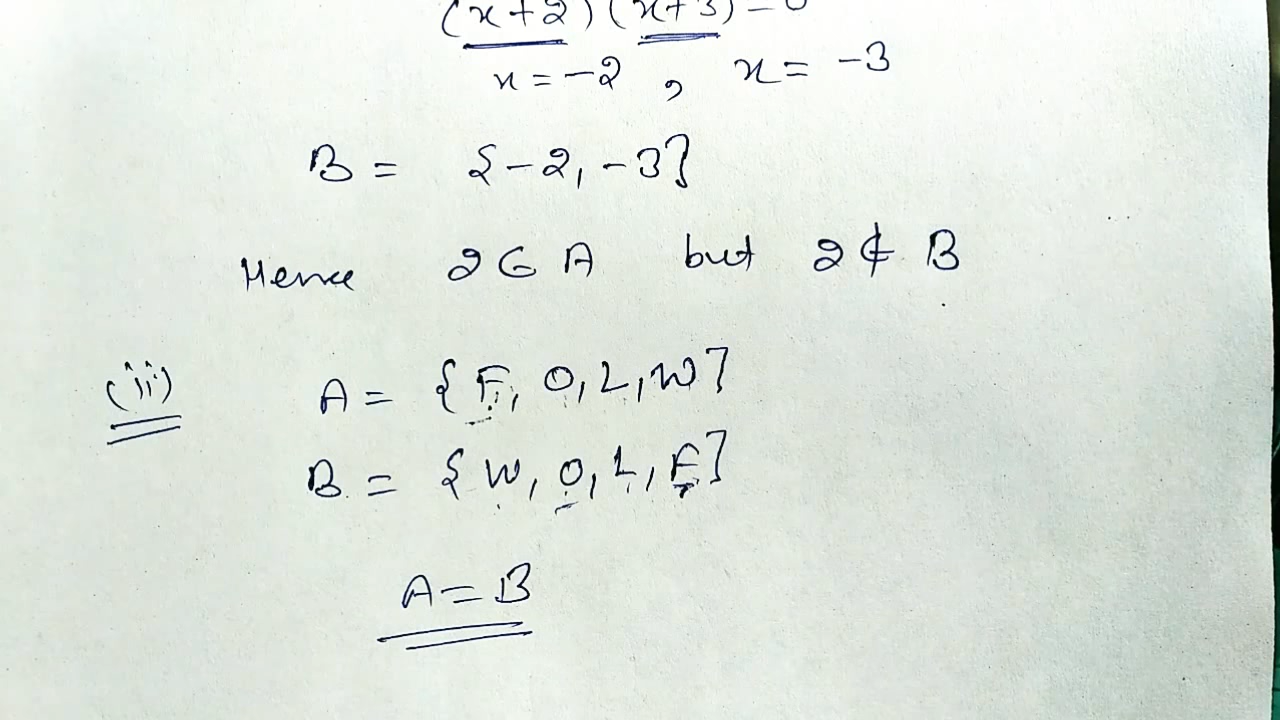 (x+2)(x+3)=0
x=-2, x=-3
B = {-2, -3}
Hence 2 ∈ A but 2 ∉ B
(ii) A = {F, O, L, W}
B = {W, O, L, F}
A=B